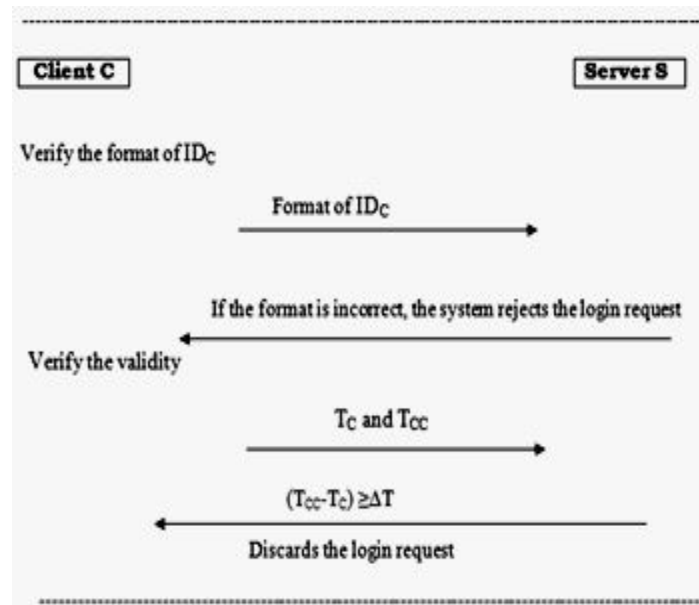 Client C
Server S
Verify the format of IDC
Format of IDC
If the format is incorrect, the system rejects the login request
Verify the validity
TC and TCC
(TCC-TC) ≥ΔT
Discards the login request